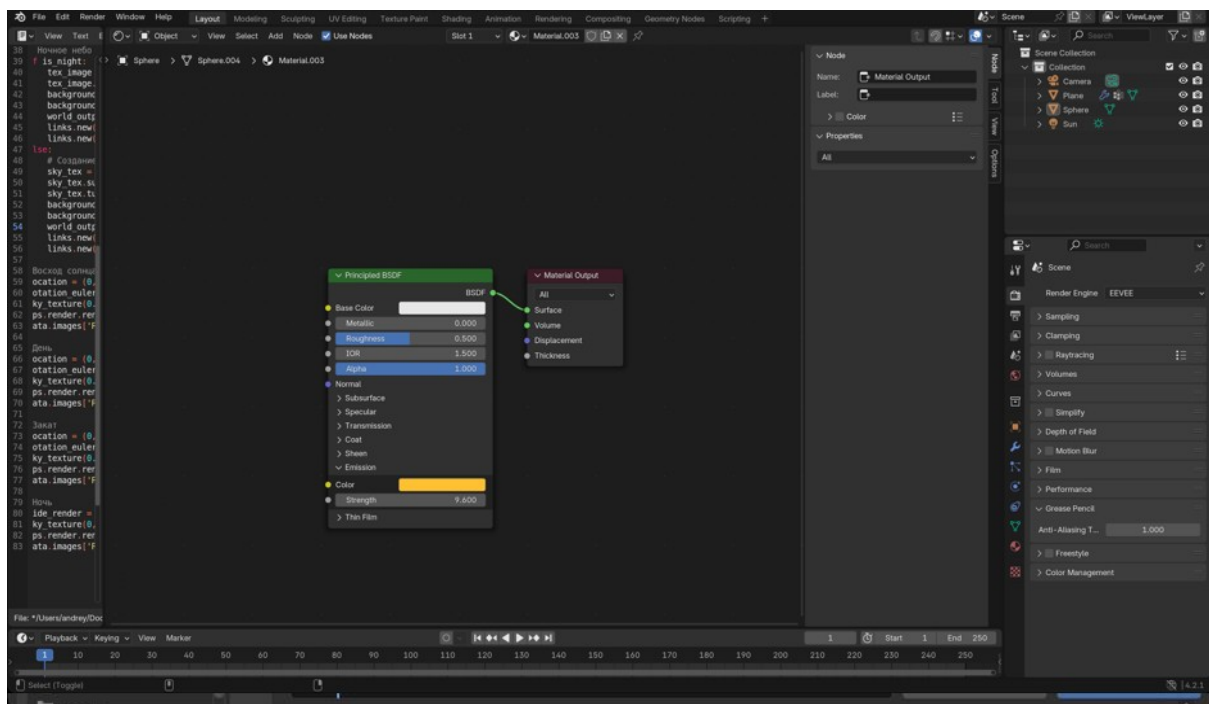 File Edit Render Window Help Layout Modeling Sculpting UV Editing Texture Paint Shading Animation Rendering Compositing Geometry Nodes Scripting + Scene ViewLayer
View Text Object View Select Add Node Use Nodes Slot 1 Material.003 Search
Sphere > Sphere.004 > Material.003
38 Ночное небо
39 f is_night:
40 tex_image
41 tex_image.
42 background
43 background
44 world_outp
45 links.new(
46 links.new(
47 lse:
48 # Создание
49 sky_tex =
50 sky_tex.su
51 sky_tex.tu
52 background
53 background
54 world_outp
55 links.new(
56 links.new(
57
58 Восход солнца
59 ocation = (0,
60 otation_euler
61 ky_texture(0.
62 ps.render.ren
63 ata.images['R
64
65 День
66 ocation = (0,
67 otation_euler
68 ky_texture(0.
69 ps.render.ren
70 ata.images['R
71
72 Закат
73 ocation = (0,
74 otation_euler
75 ky_texture(0.
76 ps.render.ren
77 ata.images['R
78
79 Ночь
80 ide_render =
81 ky_texture(0,
82 ps.render.ren
83 ata.images['R
File: */Users/andrey/Doc
Principled BSDF
BSDF
Base Color
Metallic 0.000
Roughness 0.500
IOR 1.500
Alpha 1.000
Normal
Subsurface
Specular
Transmission
Coat
Sheen
Emission
Color
Strength 9.600
Thin Film
Material Output
All
Surface
Volume
Displacement
Thickness
Node
Name: Material Output
Label:
Color
Properties
All
Node
Tool
View
Options
Scene Collection
Collection
Camera
Plane
Sphere
Sun
Search
Scene
Render Engine EEVEE
Sampling
Clamping
Raytracing
Volumes
Curves
Simplify
Depth of Field
Motion Blur
Film
Performance
Grease Pencil
Anti-Aliasing T... 1.000
Freestyle
Color Management
Playback Keying View Marker 1 Start 1 End 250
1 10 20 30 40 50 60 70 80 90 100 110 120 130 140 150 160 170 180 190 200 210 220 230 240 250
Select (Toggle) 4.2.1